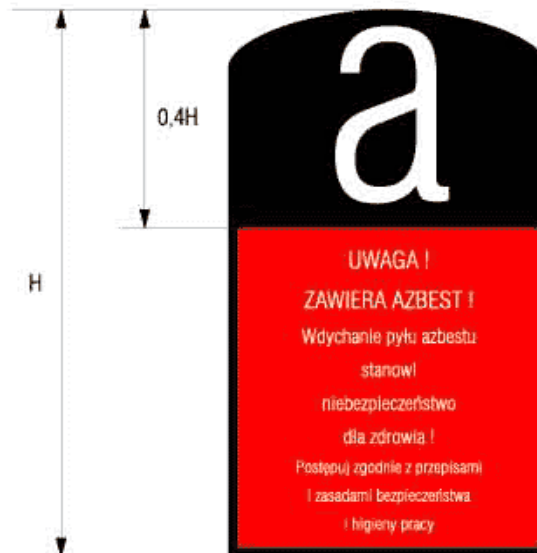 a
0,4H
H
UWAGA !
ZAWIERA AZBEST !
Wdychanie pyłu azbestu
stanowi
niebezpieczeństwo
dla zdrowia !
Postępuj zgodnie z przepisami
i zasadami bezpieczeństwa
i higieny pracy